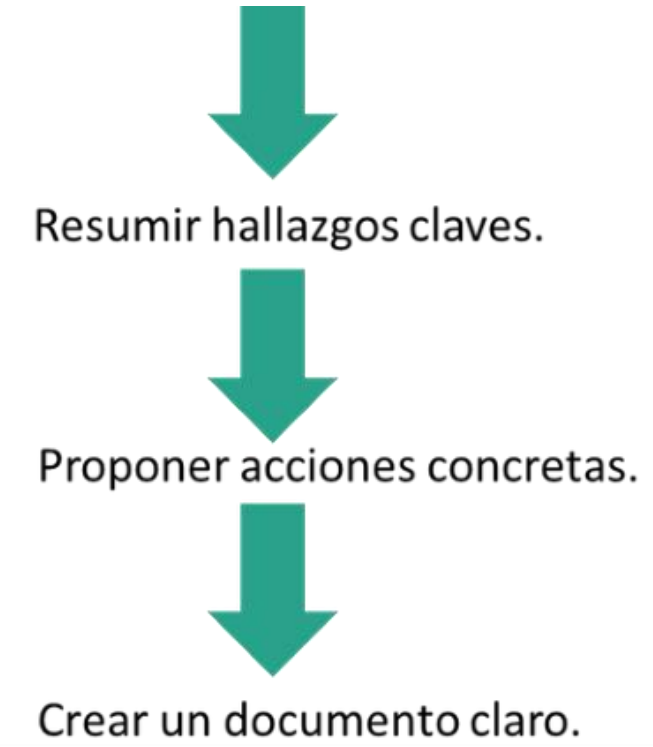 Resumir hallazgos claves.
Proponer acciones concretas.
Crear un documento claro.